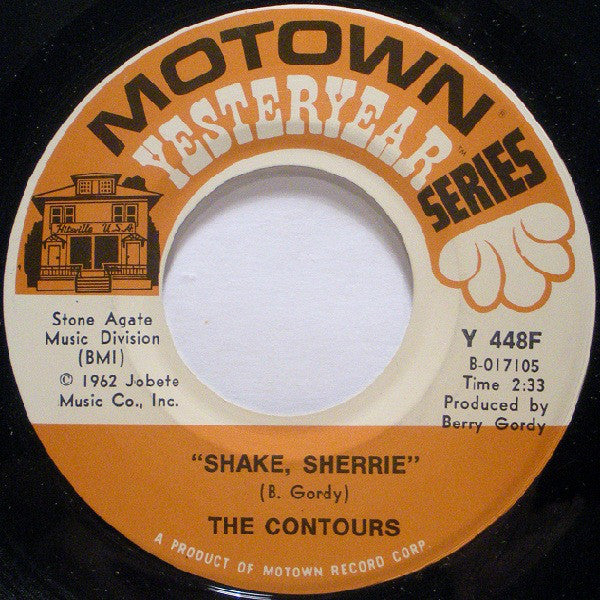 MOTOWN®
YESTERYEAR™
SERIES
Hitsville U.S.A.
Stone Agate
Music Division
(BMI)
© 1962 Jobete
Music Co., Inc.
Y 448F
B-017105
Time 2:33
Produced by
Berry Gordy
"SHAKE, SHERRIE"
(B. Gordy)
THE CONTOURS
A PRODUCT OF MOTOWN RECORD CORP.